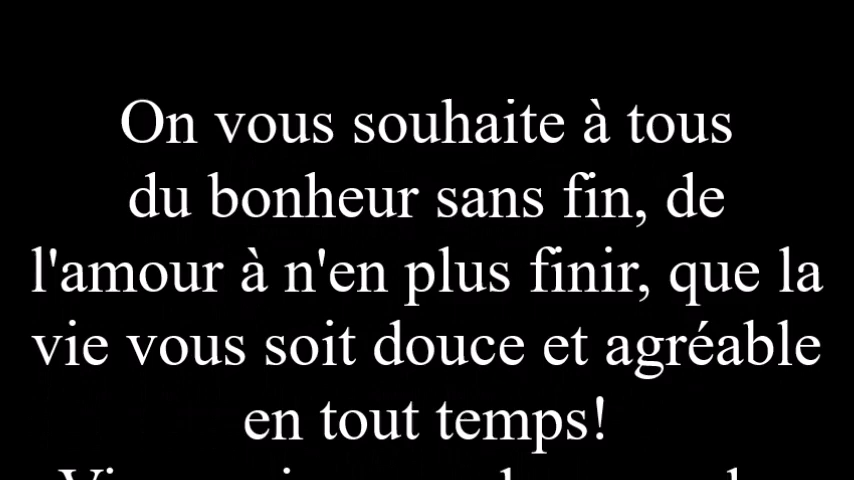 On vous souhaite à tous
du bonheur sans fin, de
l'amour à n'en plus finir, que la
vie vous soit douce et agréable
en tout temps!